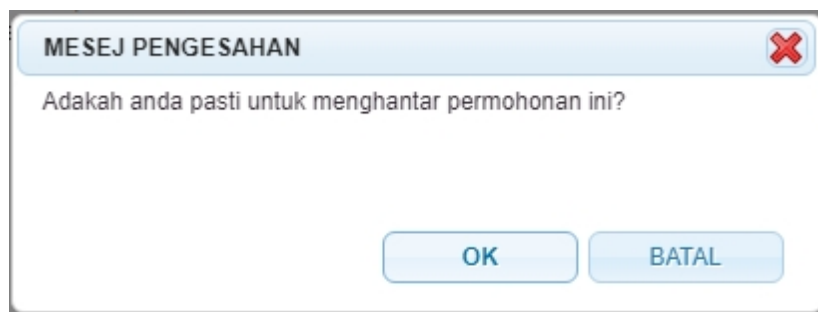 MESEJ PENGESAHAN
Adakah anda pasti untuk menghantar permohonan ini?
OK
BATAL